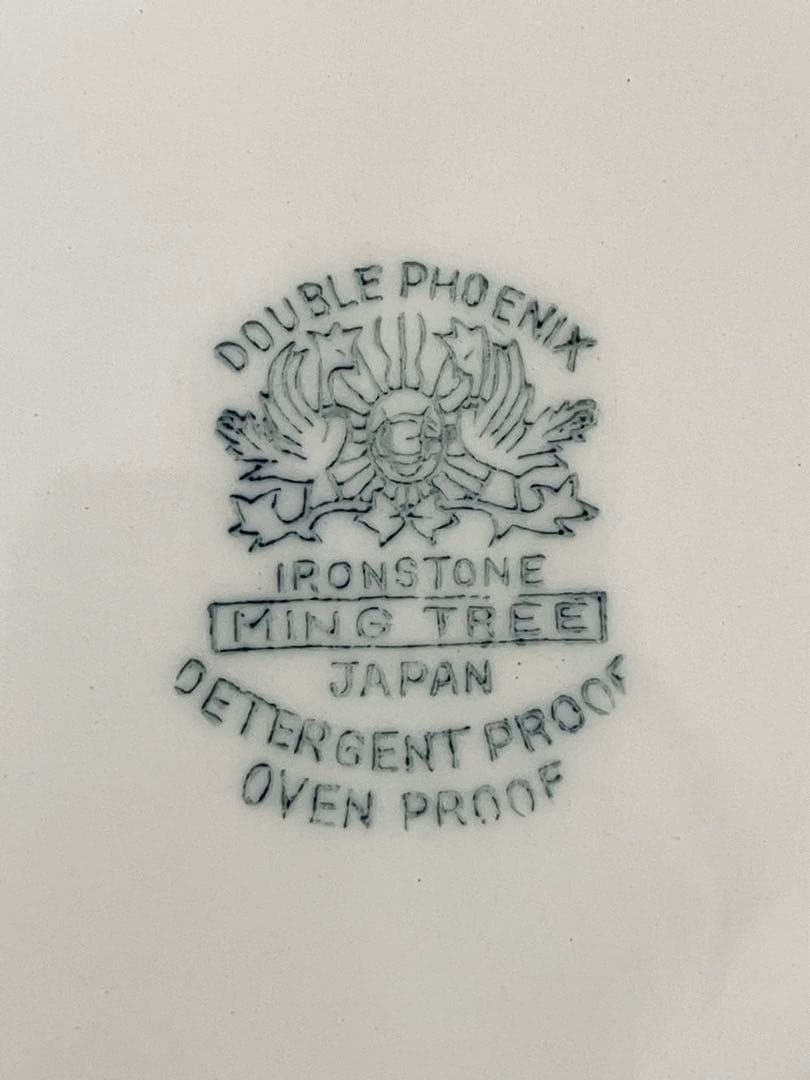 DOUBLE PHOENIX
IRONSTONE
MING TREE
JAPAN
DETERGENT PROOF
OVEN PROOF